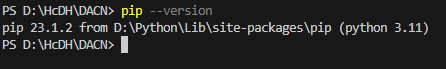 PS D:\HcDH\DACN> pip --version
pip 23.1.2 from D:\Python\Lib\site-packages\pip (python 3.11)
PS D:\HcDH\DACN>